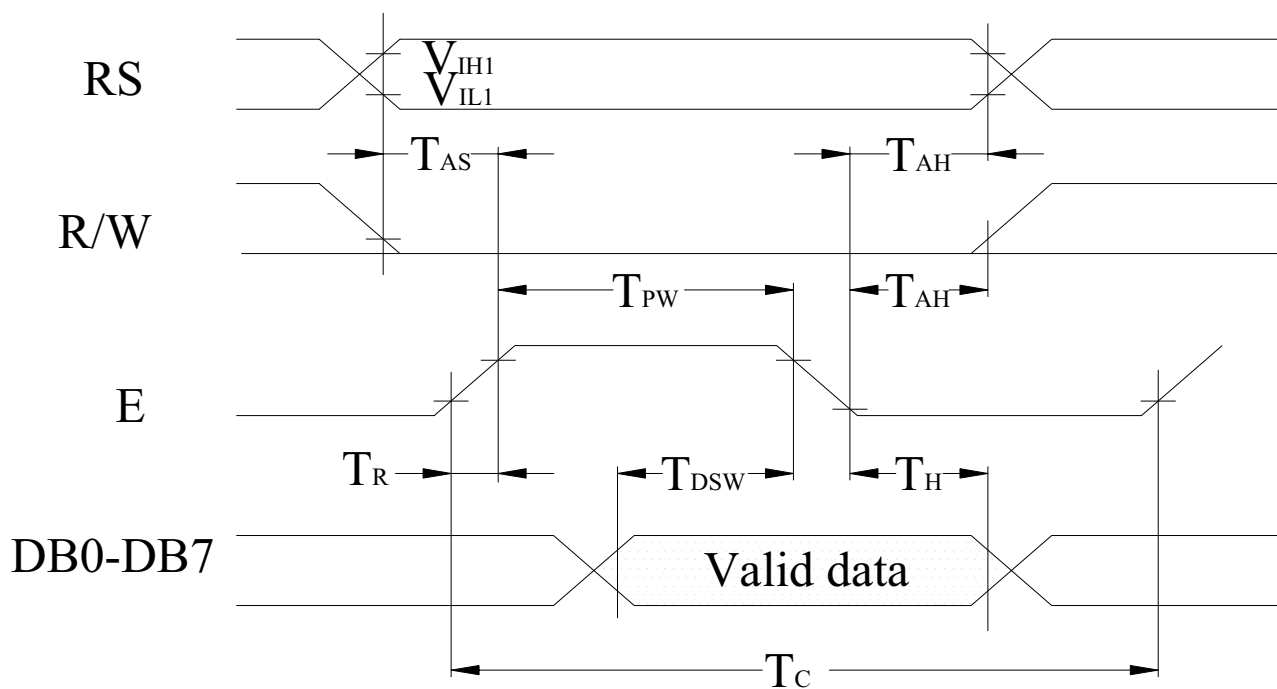 RS
VIH1
VIL1
TAS
TAH
R/W
TPW
TAH
E
TR
TDSW
TH
DB0-DB7
Valid data
TC